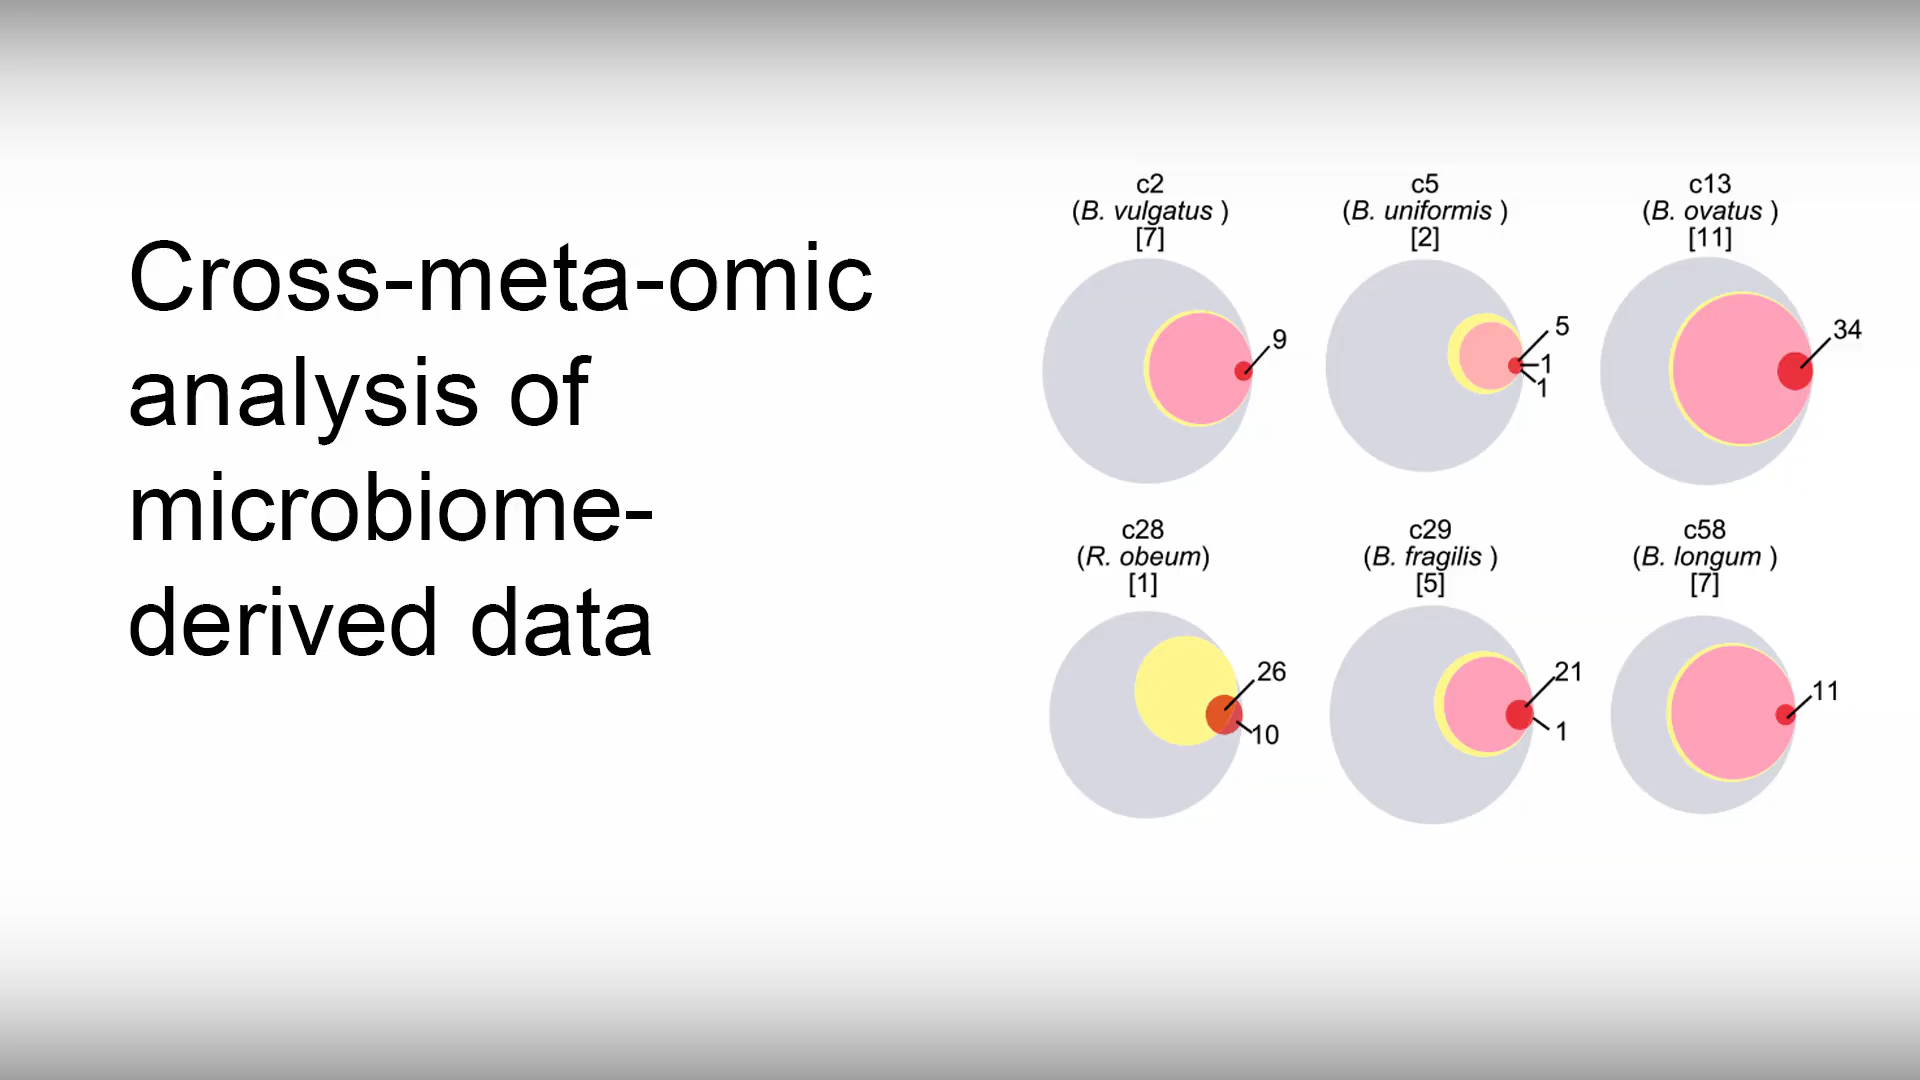 Cross-meta-omic
analysis of
microbiome-
derived data
c2
(B. vulgatus )
[7]
9
c5
(B. uniformis )
[2]
5
1
1
c13
(B. ovatus )
[11]
34
c28
(R. obeum)
[1]
26
10
c29
(B. fragilis )
[5]
21
1
c58
(B. longum )
[7]
11